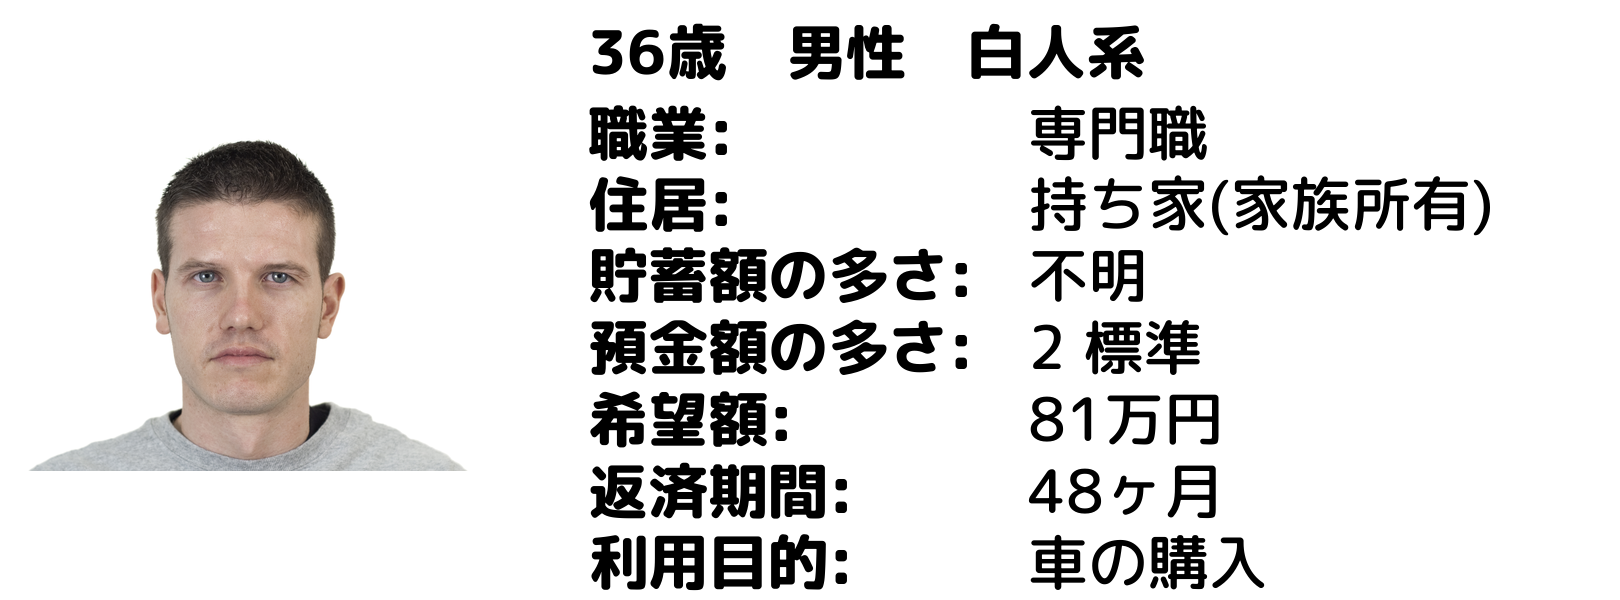 36歳　男性　白人系
職業: 専門職
住居: 持ち家(家族所有)
貯蓄額の多さ: 不明
預金額の多さ: 2 標準
希望額: 81万円
返済期間: 48ヶ月
利用目的: 車の購入